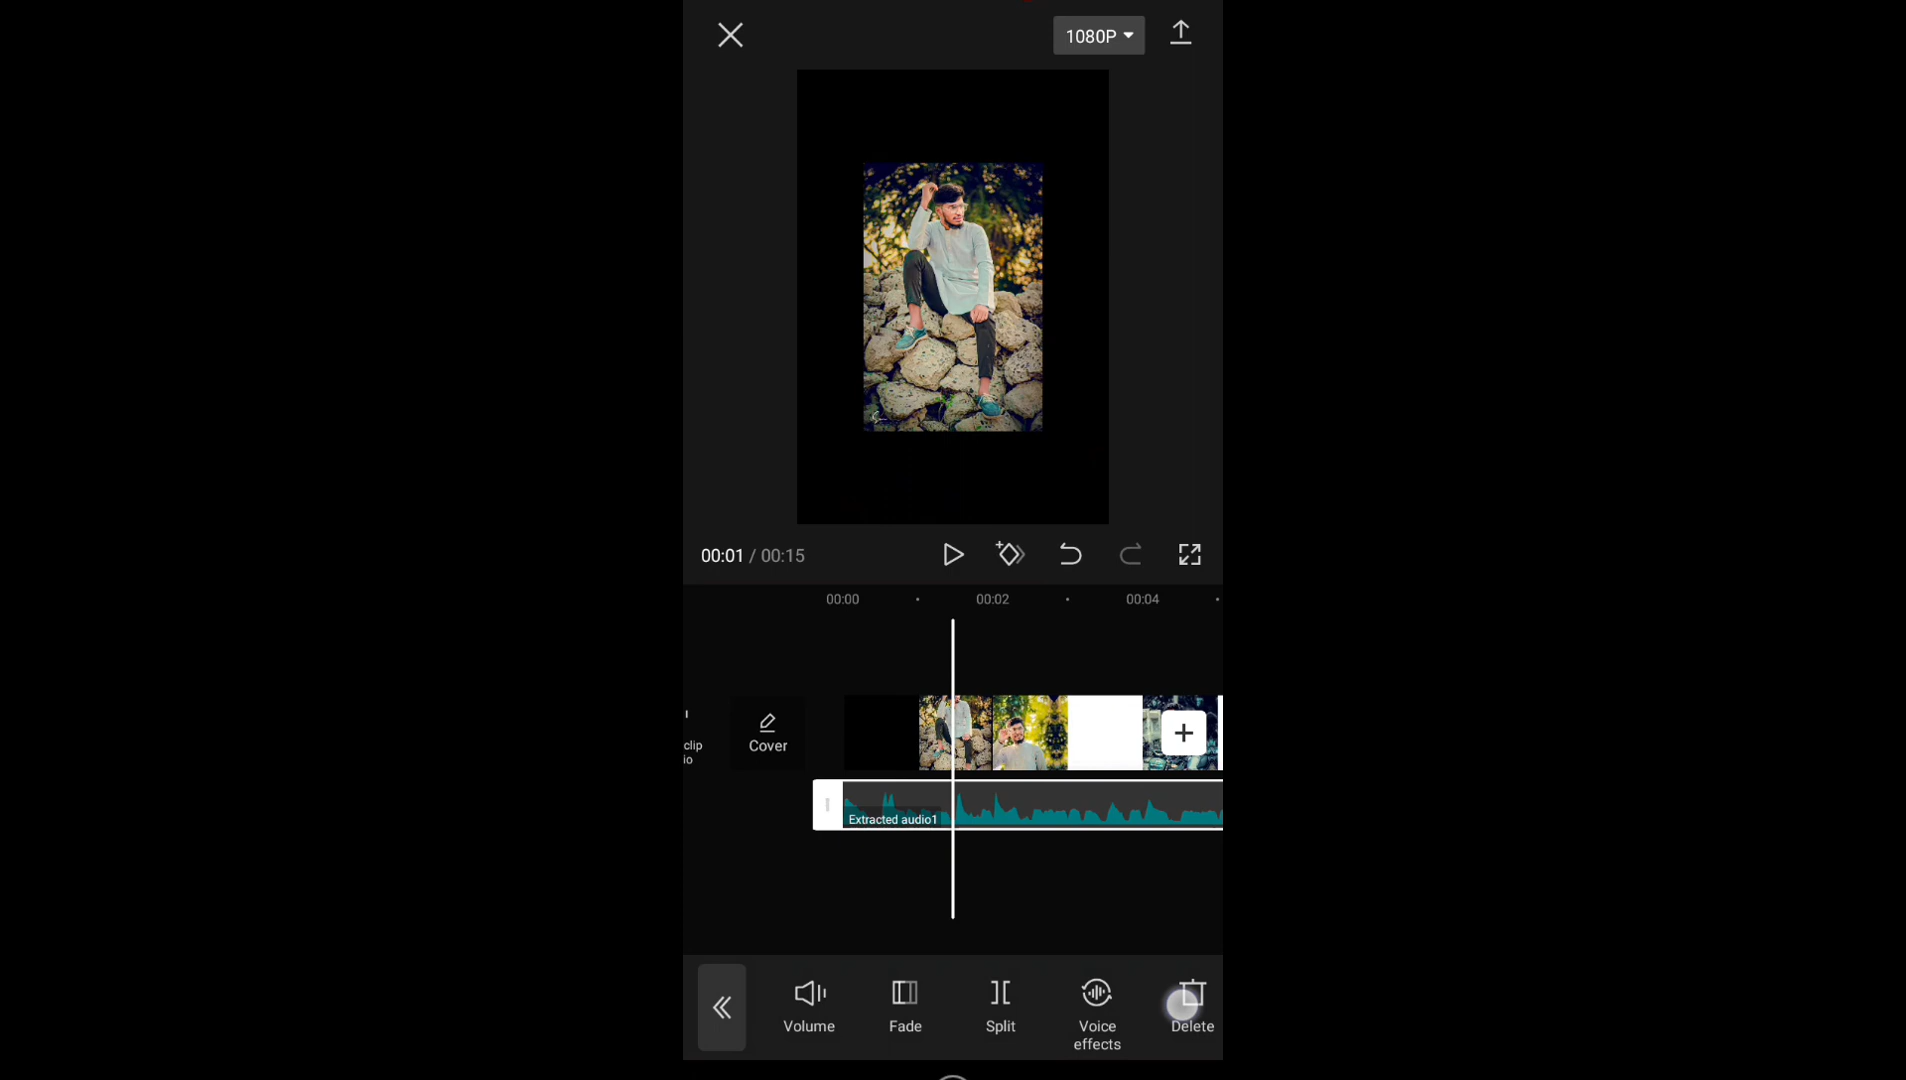 1080P
00:01 / 00:15
00:00
00:02
00:04
clip
io
Cover
Extracted audio1
Volume
Fade
Split
Voice
effects
Delete